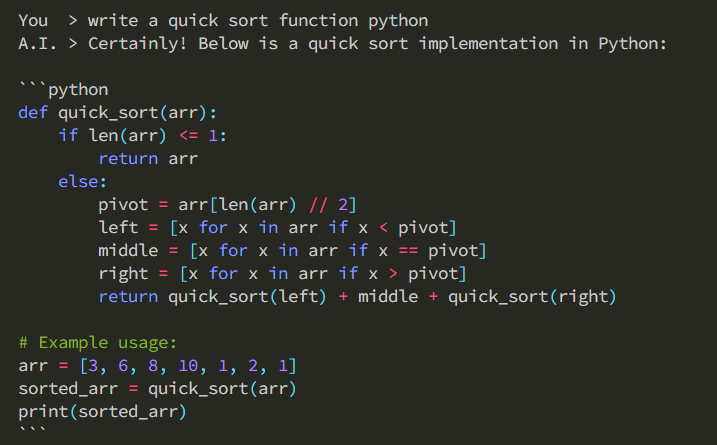 You  > write a quick sort function python
A.I. > Certainly! Below is a quick sort implementation in Python:

```python
def quick_sort(arr):
    if len(arr) <= 1:
        return arr
    else:
        pivot = arr[len(arr) // 2]
        left = [x for x in arr if x < pivot]
        middle = [x for x in arr if x == pivot]
        right = [x for x in arr if x > pivot]
        return quick_sort(left) + middle + quick_sort(right)

# Example usage:
arr = [3, 6, 8, 10, 1, 2, 1]
sorted_arr = quick_sort(arr)
print(sorted_arr)
```